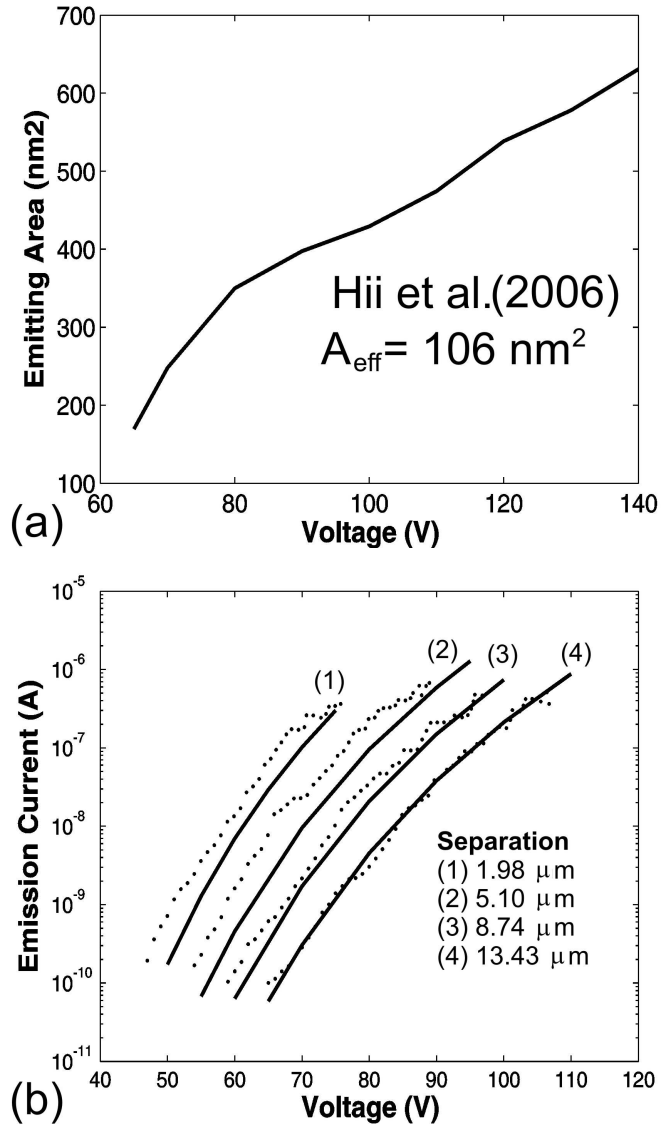 700
600
500
400
300
200
100
60
80
100
120
140
Emitting Area (nm2)
Voltage (V)
Hii et al.(2006)
A_eff= 106 nm²
(a)
10⁻⁵
10⁻⁶
10⁻⁷
10⁻⁸
10⁻⁹
10⁻¹⁰
10⁻¹¹
40
50
60
70
80
90
100
110
120
Emission Current (A)
Voltage (V)
(1)
(2)
(3)
(4)
Separation
(1) 1.98 μm
(2) 5.10 μm
(3) 8.74 μm
(4) 13.43 μm
(b)